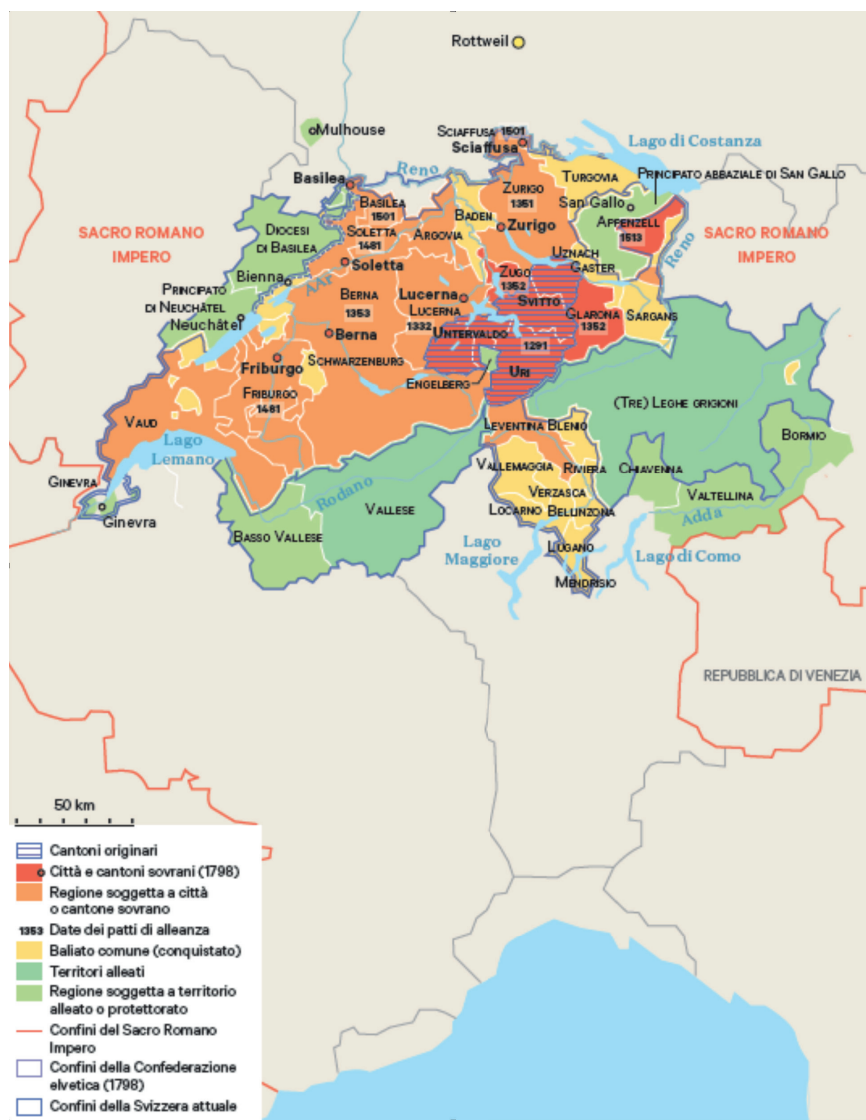 Rottweil
Mulhouse
SCIAFFUSA 1501
Sciaffusa
Lago di Costanza
Reno
TURGOVIA
PRINCIPATO ABBAZIALE DI SAN GALLO
Basilea
BASILEA
1501
ZURIGO
1351
San Gallo
BADEN
APPENZELL
1513
DIOCESI
DI BASILEA
SOLETTA
1481
ARGOVIA
Zurigo
SACRO ROMANO
IMPERO
SACRO ROMANO
IMPERO
Reno
UZNACH
GASTER
Soletta
Bienna
AAr
ZUGO
1352
PRINCIPATO
DI NEUCHÂTEL
Neuchâtel
BERNA
1353
Lucerna
LUCERNA
1332
SVITTO
GLARONA
1352
SARGANS
Berna
UNTERVALDO
1291
Friburgo
SCHWARZENBURG
URI
ENGELBERG
FRIBURGO
1481
(TRE) LEGHE GRIGIONI
VAUD
LEVENTINA
BLENIO
BORMIO
Lago
Lemano
VALLEMAGGIA
RIVIERA
CHIAVENNA
GINEVRA
Rodano
VERZASCA
VALTELLINA
Ginevra
VALLESE
LOCARNO
BELLINZONA
Adda
BASSO VALLESE
Lago
Maggiore
LUGANO
Lago di Como
MENDRISIO
REPUBBLICA DI VENEZIA
50 km
Cantoni originari
Città e cantoni sovrani (1798)
Regione soggetta a città
o cantone sovrano
1353 Date dei patti di alleanza
Baliato comune (conquistato)
Territori alleati
Regione soggetta a territorio
alleato o protettorato
Confini del Sacro Romano
Impero
Confini della Confederazione
elvetica (1798)
Confini della Svizzera attuale